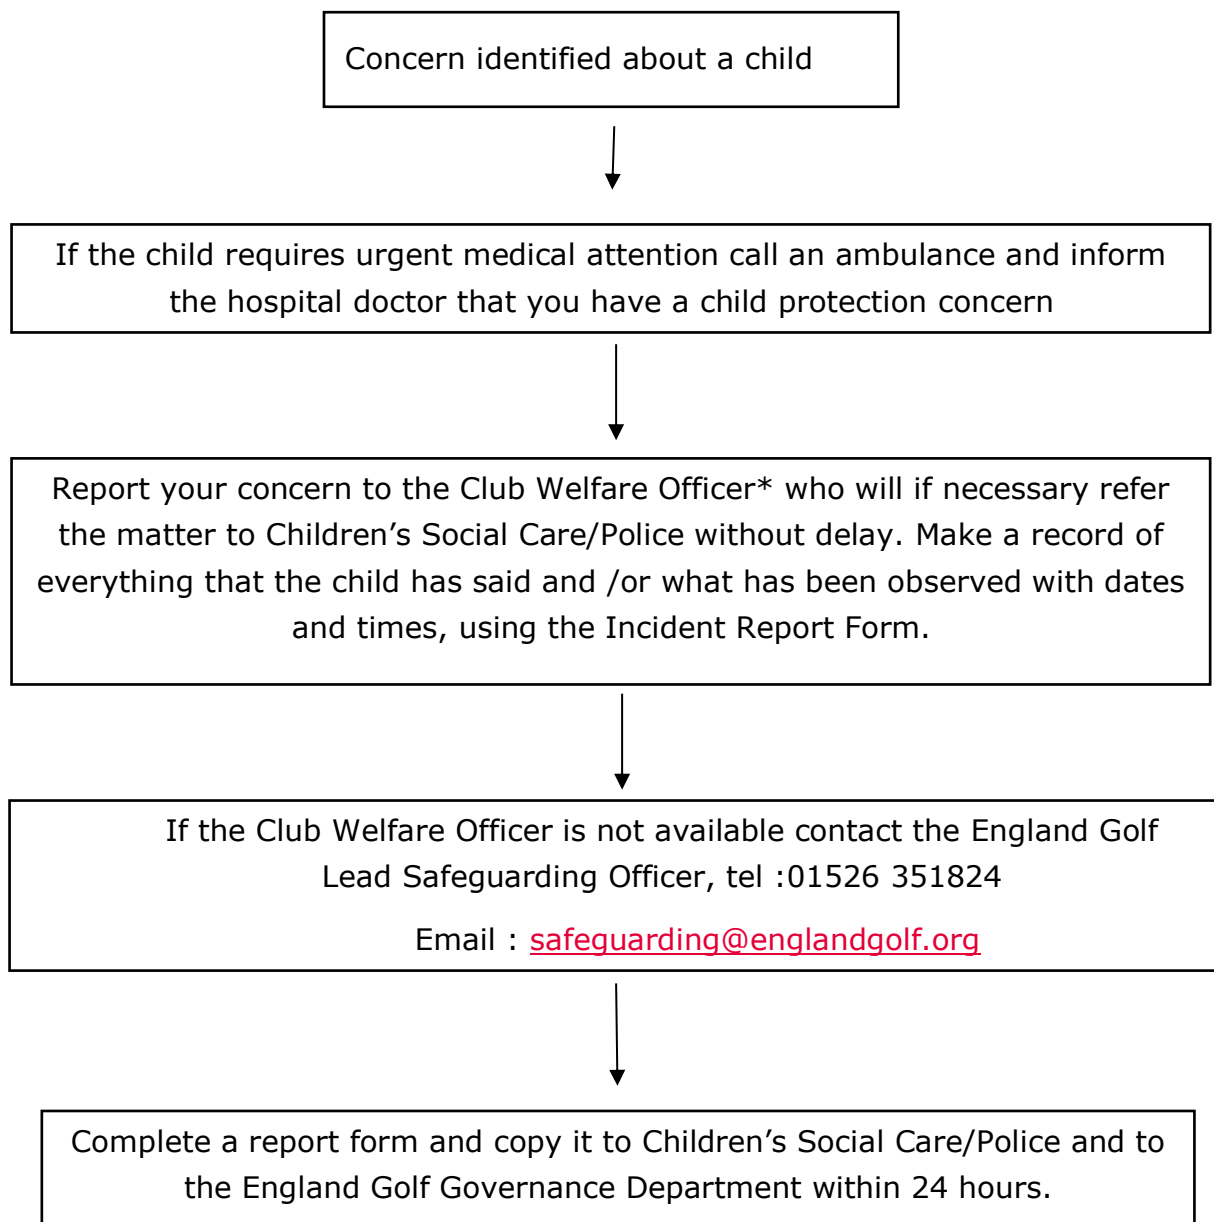 Concern identified about a child
If the child requires urgent medical attention call an ambulance and inform
the hospital doctor that you have a child protection concern
Report your concern to the Club Welfare Officer* who will if necessary refer
the matter to Children’s Social Care/Police without delay. Make a record of
everything that the child has said and /or what has been observed with dates
and times, using the Incident Report Form.
If the Club Welfare Officer is not available contact the England Golf
Lead Safeguarding Officer, tel :01526 351824
Email : safeguarding@englandgolf.org
Complete a report form and copy it to Children’s Social Care/Police and to
the England Golf Governance Department within 24 hours.